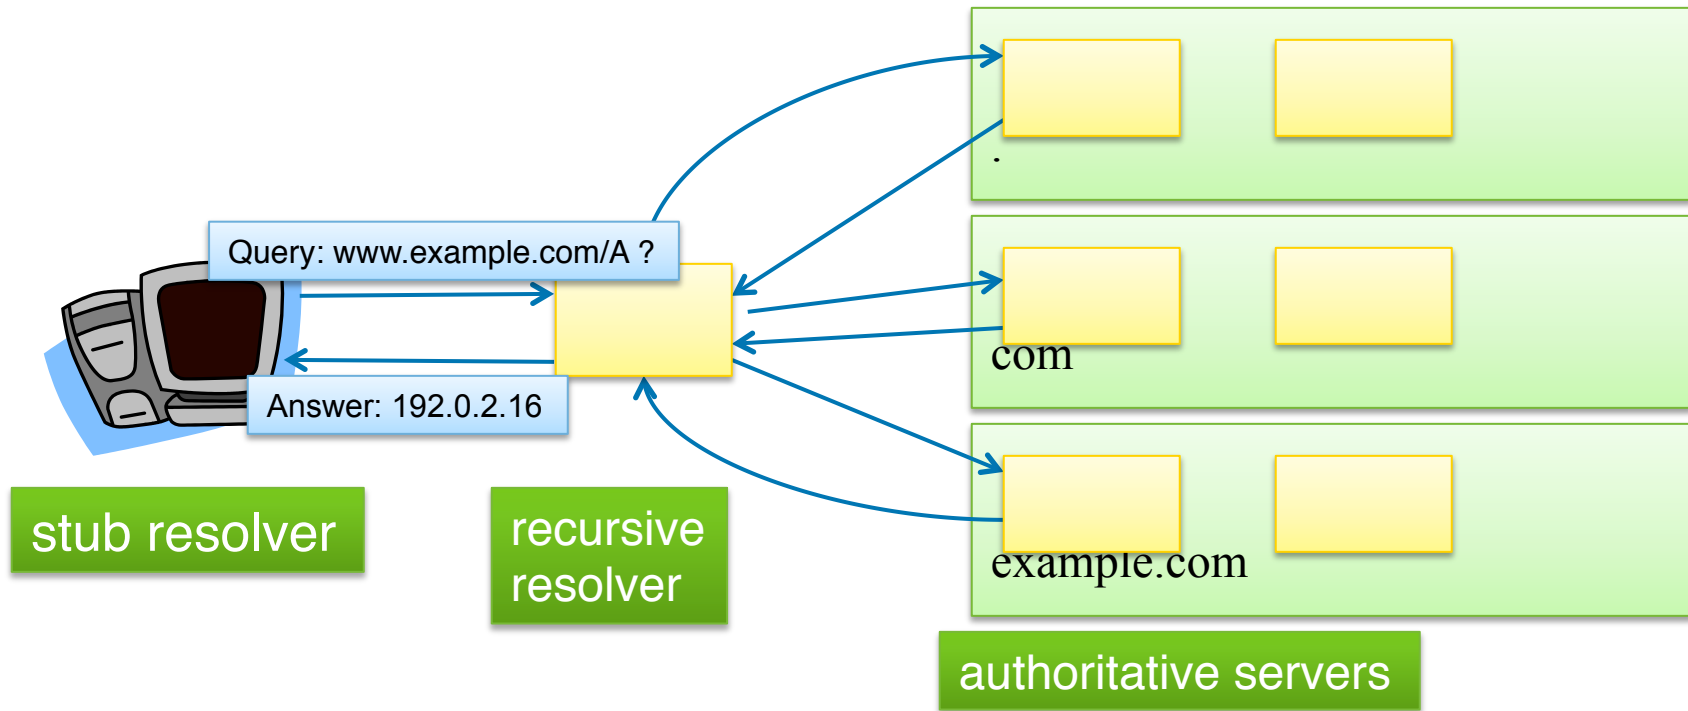 .
Query: www.example.com/A ?
com
Answer: 192.0.2.16
stub resolver
recursive
resolver
example.com
authoritative servers